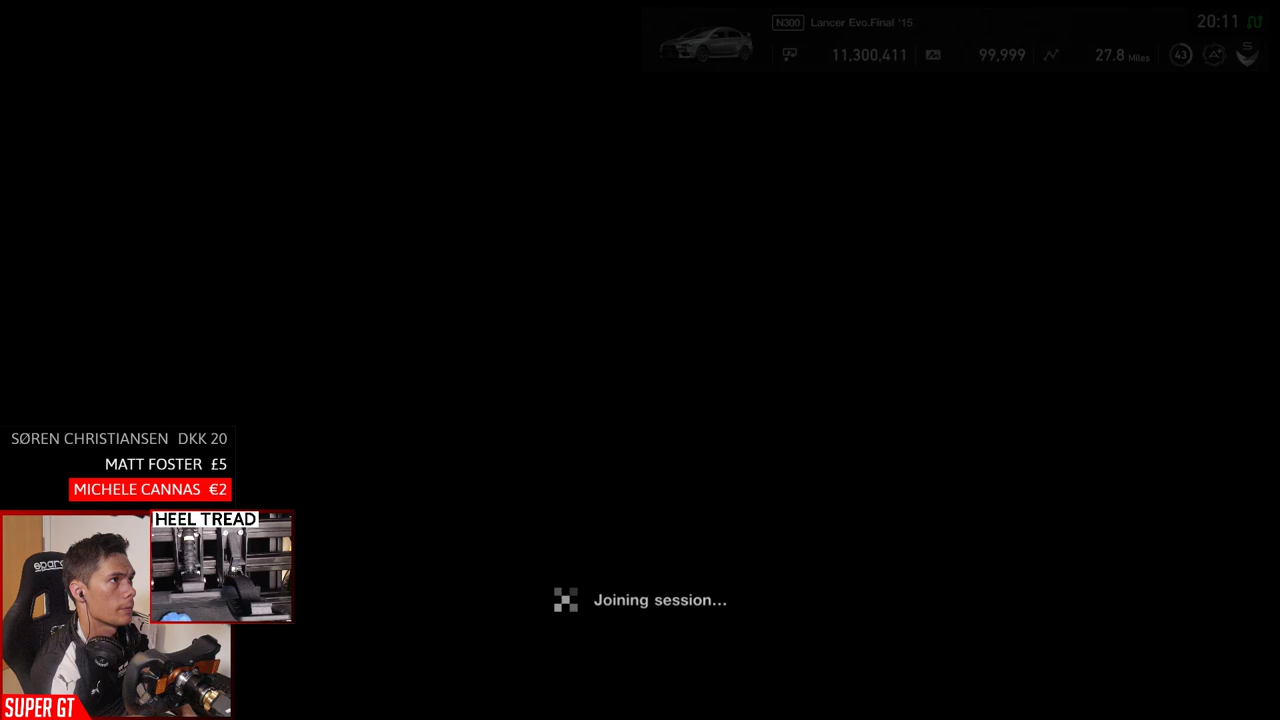 N300 Lancer Evo.Final '15
20:11
11,300,411 99,999 27.8 Miles 43 S
SØREN CHRISTIANSEN DKK 20
MATT FOSTER £5
MICHELE CANNAS €2
HEEL TREAD
sparco
Joining session...
SUPER GT